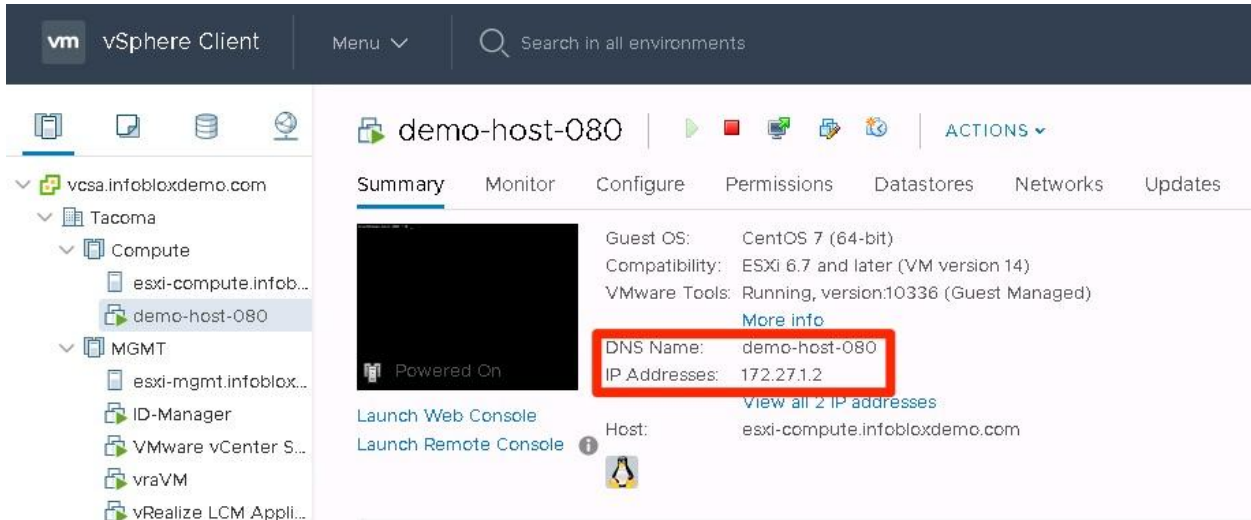 vm vSphere Client Menu Search in all environments
demo-host-080 ACTIONS
Summary Monitor Configure Permissions Datastores Networks Updates
vcsa.infobloxdemo.com
Tacoma
Compute
esxi-compute.infob...
demo-host-080
MGMT
esxi-mgmt.infoblox...
ID-Manager
VMware vCenter S...
vraVM
vRealize LCM Appli...
Powered On
Launch Web Console
Launch Remote Console
Guest OS: CentOS 7 (64-bit)
Compatibility: ESXi 6.7 and later (VM version 14)
VMware Tools: Running, version:10336 (Guest Managed)
More info
DNS Name: demo-host-080
IP Addresses: 172.27.1.2
View all 2 IP addresses
Host: esxi-compute.infobloxdemo.com